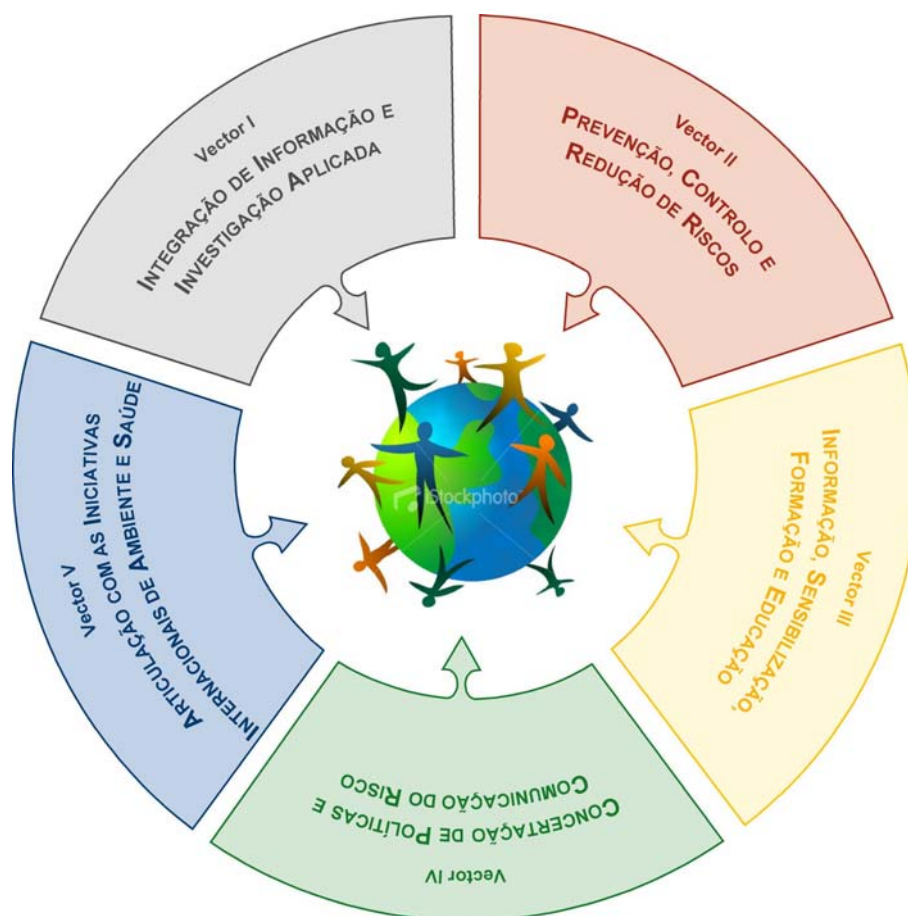 Vector I
INTEGRAÇÃO DE INFORMAÇÃO E
INVESTIGAÇÃO APLICADA
Vector II
PREVENÇÃO, CONTROLO E
REDUÇÃO DE RISCOS
Vector III
INFORMAÇÃO, SENSIBILIZAÇÃO,
FORMAÇÃO E EDUCAÇÃO
Vector IV
CONCERTAÇÃO DE POLÍTICAS E
COMUNICAÇÃO DO RISCO
Vector V
ARTICULAÇÃO COM AS INICIATIVAS
INTERNACIONAIS DE AMBIENTE E SAÚDE
iStockphoto